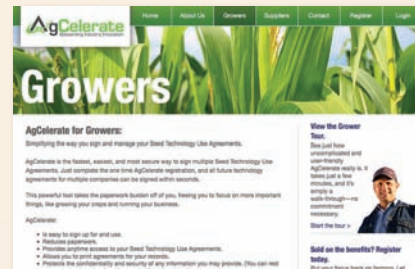 AgCelerate
Home About Us Growers Suppliers Contact Register Login
Growers
AgCelerate for Growers:
Simplifying the way you sign and manage your Seed Technology Use Agreements.
AgCelerate is the fastest, easiest, and most secure way to sign multiple Seed Technology Use
Agreements. Just complete the one time AgCelerate registration, and all future technology
agreements for multiple companies can be signed within seconds.
This powerful tool takes the paperwork burden off of you, freeing you to focus on more important
things, like growing your crops and running your business.
AgCelerate:
Is easy to sign up for and use.
Reduces paperwork.
Provides anytime access to your Seed Technology Use Agreements.
Allows you to print agreements for your records.
Protects the confidentiality and security of any information you may provide. (You can read
View the Grower
Tour.
See just how
uncomplicated and
user-friendly
AgCelerate really is. It
takes just a few
minutes, and it's
simply a
walk-through—no
commitment
necessary.
Start the tour >
Sold on the benefits? Register
today.